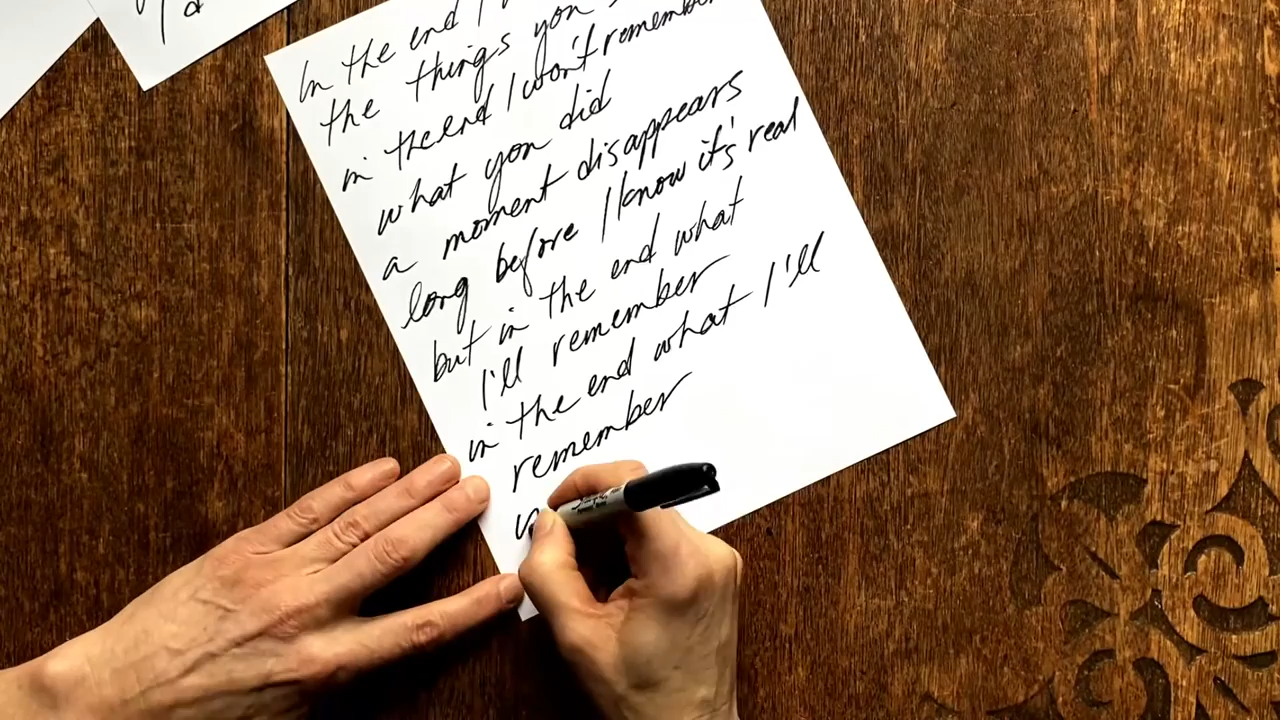 In the end I
the things you
in the end I won't remember
what you did
a moment disappears
long before I know it's real
but in the end what
I'll remember
in the end what I'll
remember